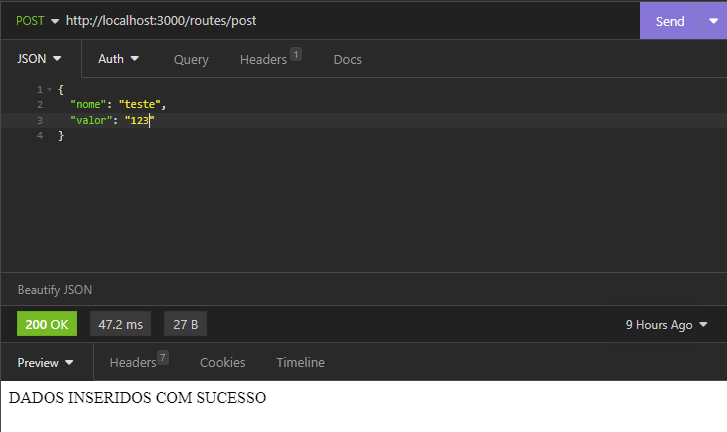 POST http://localhost:3000/routes/post Send
JSON Auth Query Headers 1 Docs
1 {
2 "nome": "teste",
3 "valor": "123"
4 }
Beautify JSON
200 OK 47.2 ms 27 B 9 Hours Ago
Preview Headers 7 Cookies Timeline
DADOS INSERIDOS COM SUCESSO